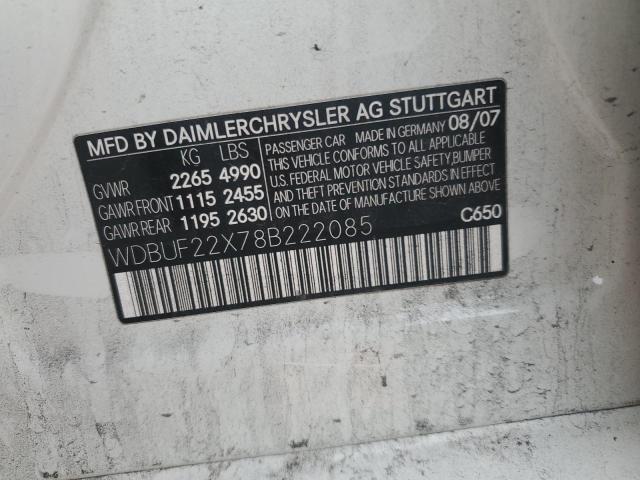 MFD BY DAIMLERCHRYSLER AG STUTTGART
KG LBS
GVWR 2265 4990
GAWR FRONT 1115 2455
GAWR REAR 1195 2630
PASSENGER CAR MADE IN GERMANY 08/07
THIS VEHICLE CONFORMS TO ALL APPLICABLE
U.S. FEDERAL MOTOR VEHICLE SAFETY, BUMPER
AND THEFT PREVENTION STANDARDS IN EFFECT
ON THE DATE OF MANUFACTURE SHOWN ABOVE.
WDBUF22X78B222085
C650